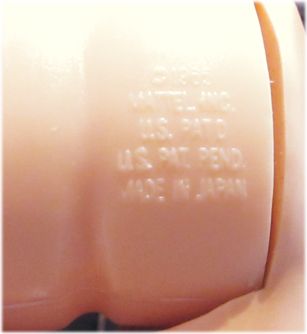 MATTEL, INC.
U.S. PAT'D
U.S. PAT. PEND.
MADE IN JAPAN